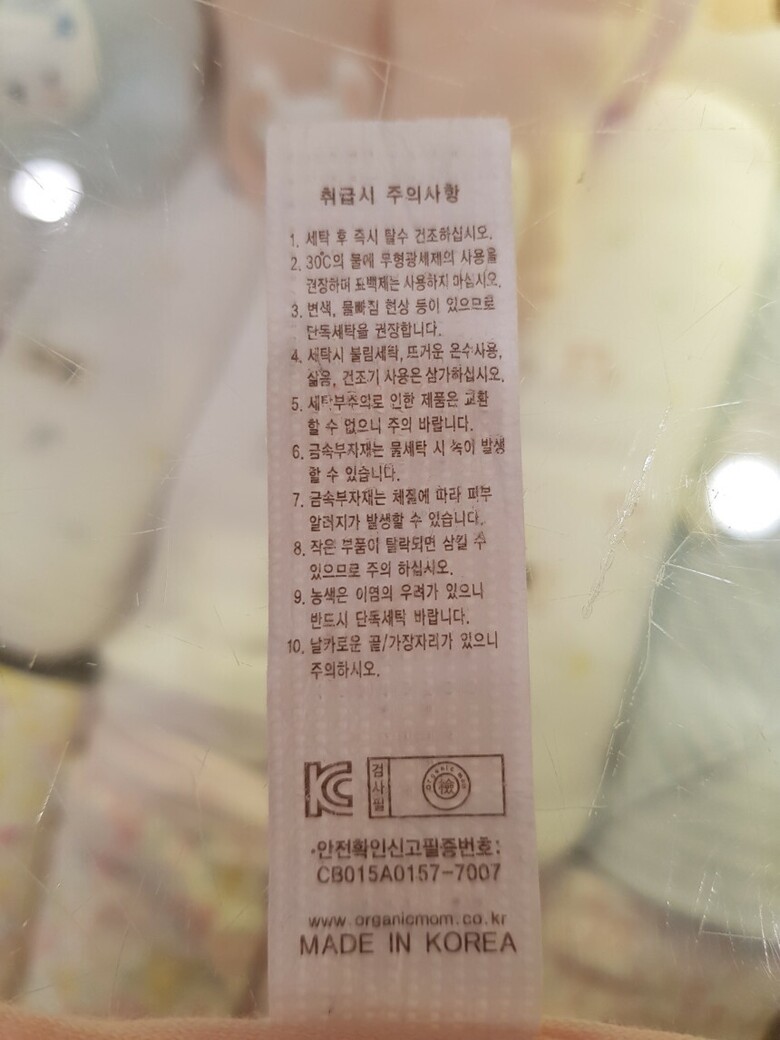 취급시 주의사항
1. 세탁 후 즉시 탈수 건조하십시오.
2. 30℃의 물에 무형광세제의 사용을
권장하며 표백제는 사용하지 마십시오.
3. 변색, 물빠짐 현상 등이 있으므로
단독세탁을 권장합니다.
4. 세탁시 불림세탁, 뜨거운 온수사용,
삶음, 건조기 사용은 삼가하십시오.
5. 세탁부주의로 인한 제품은 교환
할 수 없으니 주의 바랍니다.
6. 금속부자재는 물세탁 시 녹이 발생
할 수 있습니다.
7. 금속부자재는 체질에 따라 피부
알러지가 발생할 수 있습니다.
8. 작은 부품이 탈락되면 삼킬 수
있으므로 주의 하십시오.
9. 농색은 이염의 우려가 있으니
반드시 단독세탁 바랍니다.
10. 날카로운 끝/가장자리가 있으니
주의하시오.
KC 검사필 Organic Mom 檢
·안전확인신고필증번호:
CB015A0157-7007
www.organicmom.co.kr
MADE IN KOREA